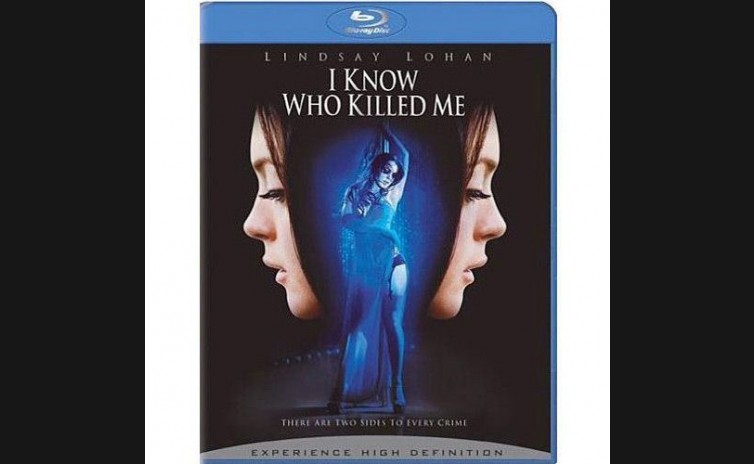 Blu-ray Disc
LINDSAY LOHAN
I KNOW
WHO KILLED ME
THERE ARE TWO SIDES TO EVERY CRIME
EXPERIENCE HIGH DEFINITION